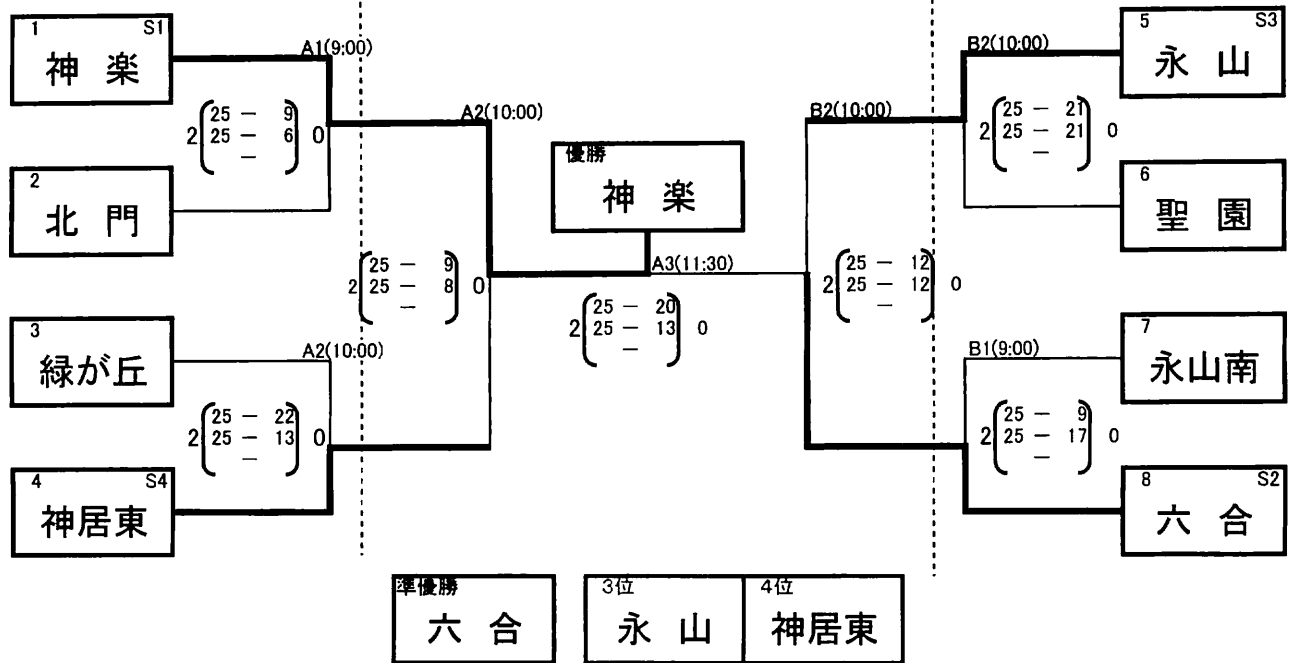 1 S1
神 楽
A1(9:00)
2 25 - 9 0
25 - 6
-
2
北 門
A2(10:00)
2 25 - 9 0
25 - 8
-
3
緑が丘
A2(10:00)
2 25 - 22 0
25 - 13
-
4 S4
神居東
優勝
神 楽
A3(11:30)
2 25 - 20 0
25 - 13
-
B2(10:00)
2 25 - 12 0
25 - 12
-
5 S3
永 山
B2(10:00)
2 25 - 21 0
25 - 21
-
6
聖 園
7
永山南
B1(9:00)
2 25 - 9 0
25 - 17
-
8 S2
六 合
準優勝
六 合
3位
永 山
4位
神居東